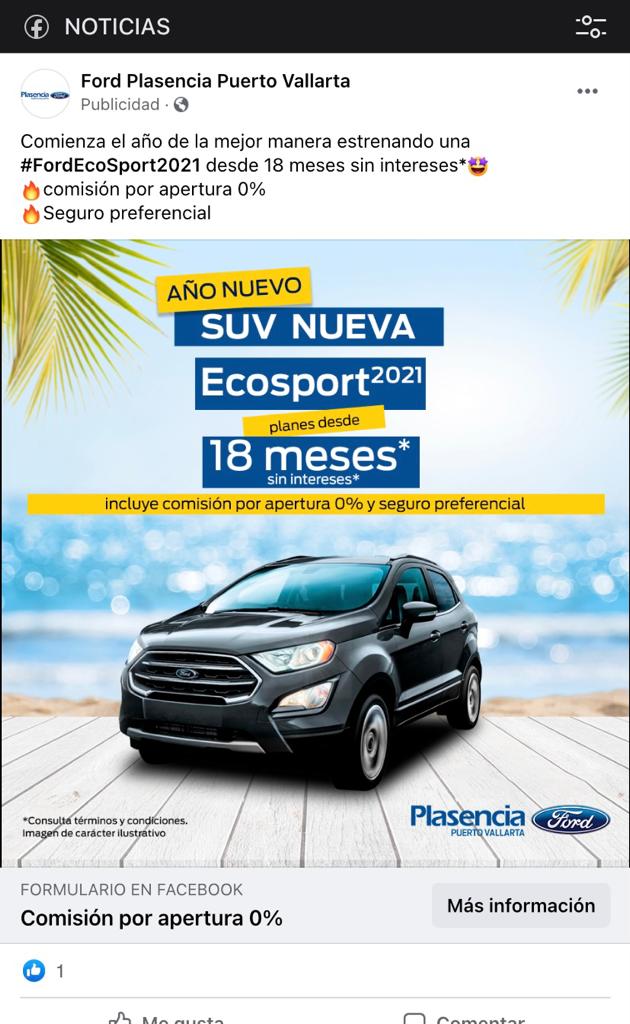 NOTICIAS
Ford Plasencia Puerto Vallarta
Publicidad ·
Comienza el año de la mejor manera estrenando una
#FordEcoSport2021 desde 18 meses sin intereses*🤩
🔥comisión por apertura 0%
🔥Seguro preferencial
AÑO NUEVO
SUV NUEVA
Ecosport²⁰²¹
planes desde
18 meses*
sin intereses*
incluye comisión por apertura 0% y seguro preferencial
Ford
*Consulta términos y condiciones.
Imagen de carácter ilustrativo
Plasencia Ford
PUERTO VALLARTA
FORMULARIO EN FACEBOOK
Comisión por apertura 0%
Más información
1
Me gusta
Comentar